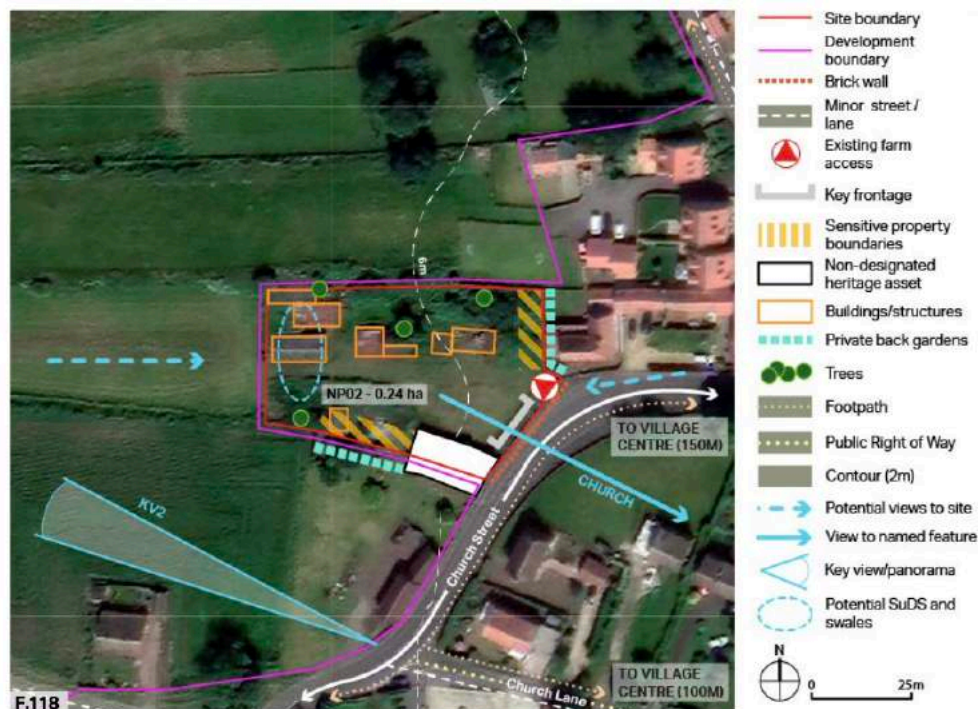 6m
NP02 - 0.24 ha
TO VILLAGE
CENTRE (150M)
CHURCH
KV2
Church Street
TO VILLAGE
CENTRE (100M)
Church Lane
F.118
Site boundary
Development
boundary
Brick wall
Minor street /
lane
Existing farm
access
Key frontage
Sensitive property
boundaries
Non-designated
heritage asset
Buildings/structures
Private back gardens
Trees
Footpath
Public Right of Way
Contour (2m)
Potential views to site
View to named feature
Key view/panorama
Potential SuDS and
swales
N
0 25m